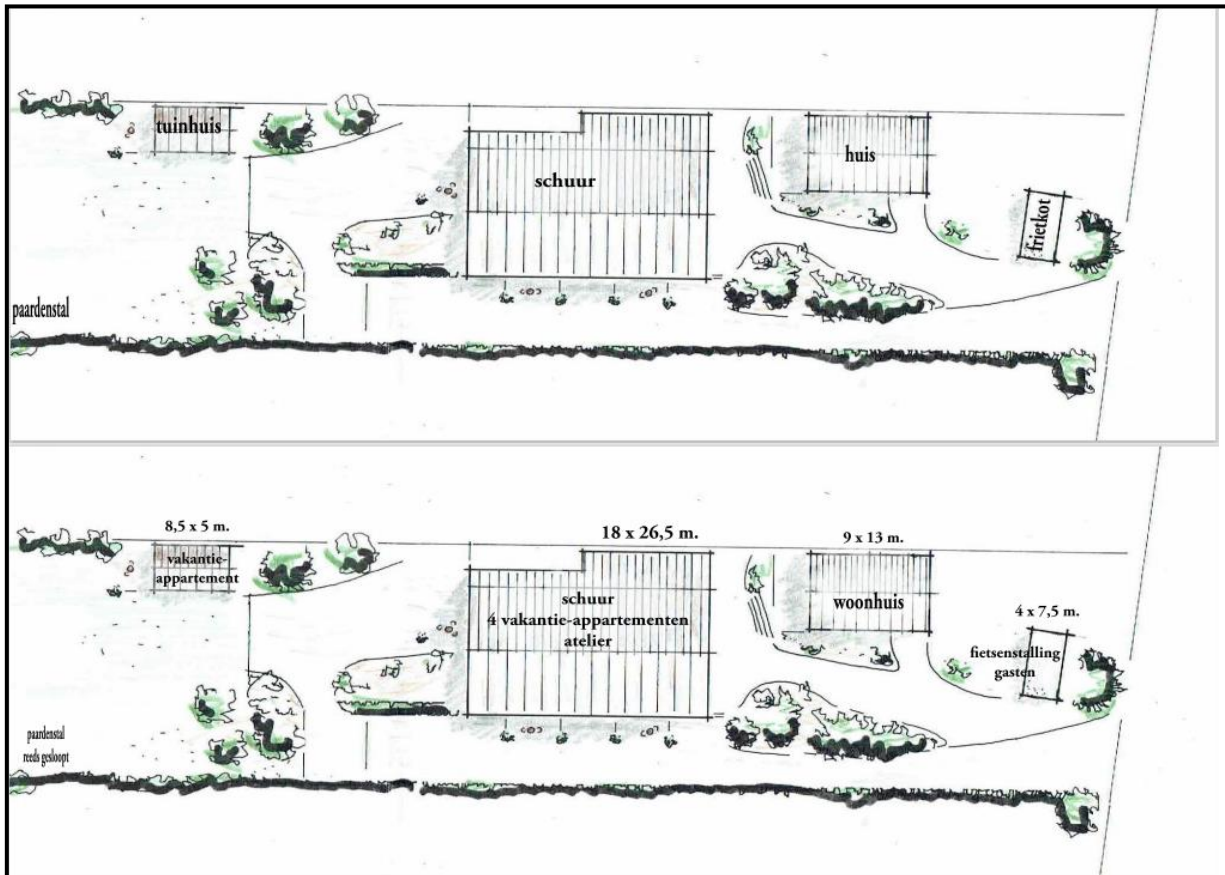 tuinhuis
schuur
huis
frietkot
paardenstal
8,5 x 5 m.
vakantie-
appartement
18 x 26,5 m.
schuur
4 vakantie-appartementen
atelier
9 x 13 m.
woonhuis
4 x 7,5 m.
fietsenstalling
gasten
paardenstal
reeds gesloopt